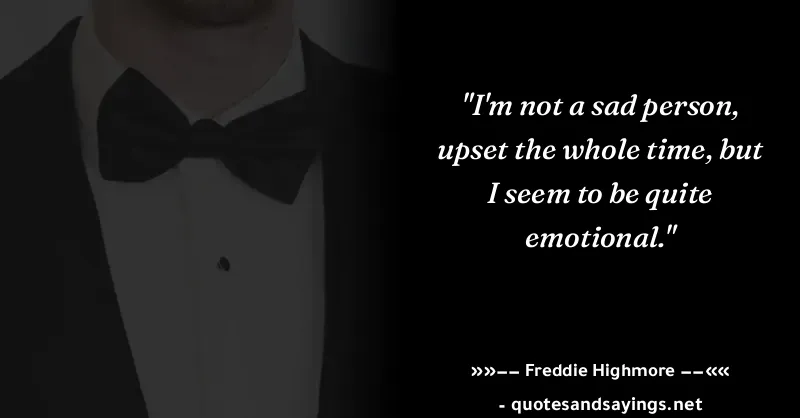 "I'm not a sad person,
upset the whole time, but
I seem to be quite
emotional."
»»−− Freddie Highmore −−««
- quotesandsayings.net